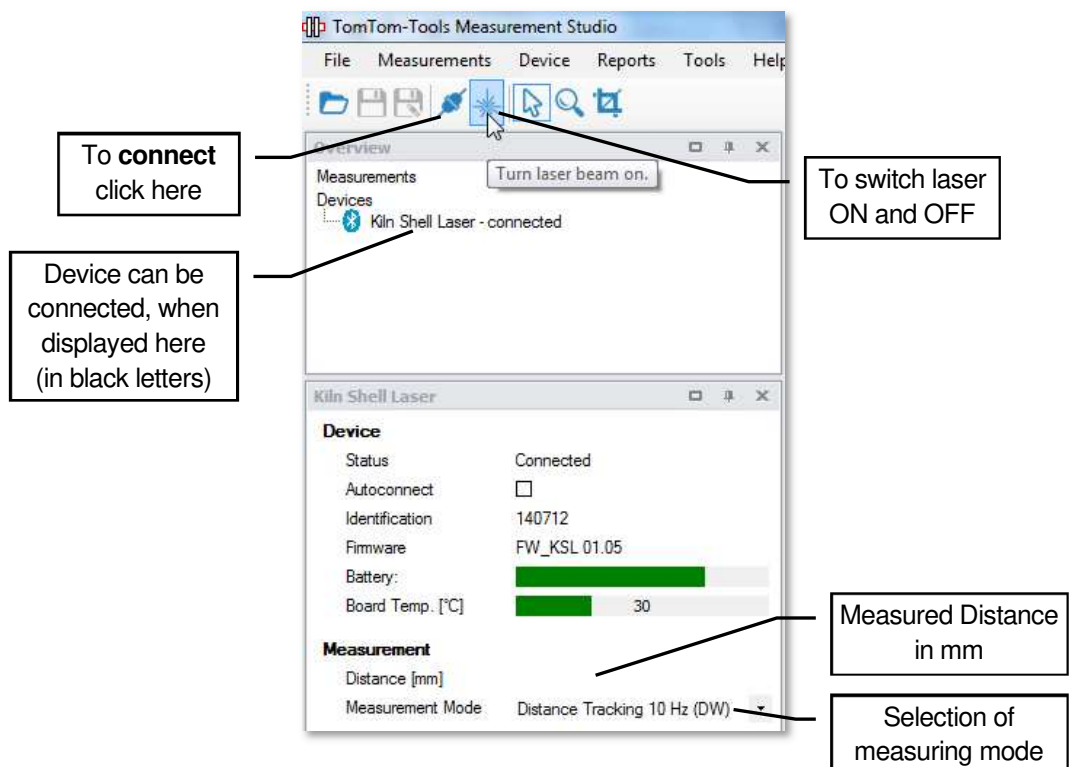 TomTom-Tools Measurement Studio
File Measurements Device Reports Tools Help
To connect
click here
Overview
Turn laser beam on.
Measurements
Devices
Kiln Shell Laser - connected
To switch laser
ON and OFF
Device can be
connected, when
displayed here
(in black letters)
Kiln Shell Laser
Device
Status Connected
Autoconnect
Identification 140712
Firmware FW_KSL 01.05
Battery:
Board Temp. [°C] 30
Measurement
Distance [mm]
Measurement Mode Distance Tracking 10 Hz (DW)
Measured Distance
in mm
Selection of
measuring mode